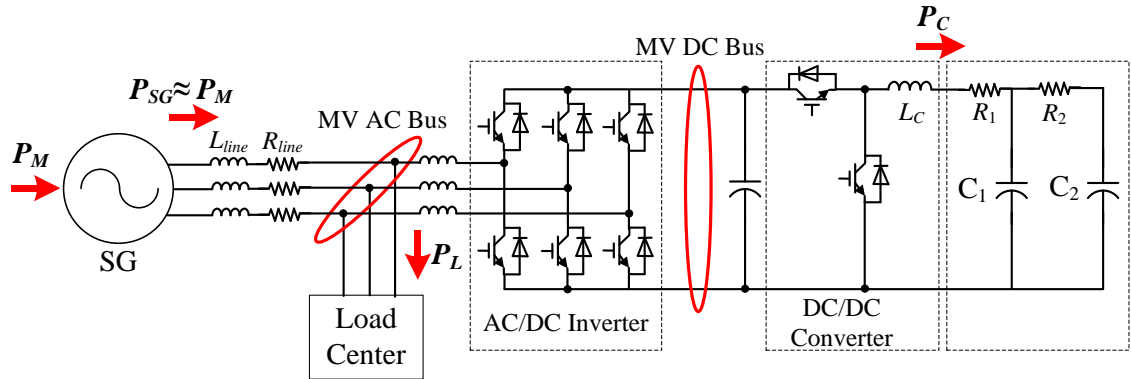 P_C
MV DC Bus
P_SG≈ P_M
MV AC Bus
L_line
R_line
P_M
L_C
R_1
R_2
C_1
C_2
SG
P_L
Load
Center
AC/DC Inverter
DC/DC
Converter